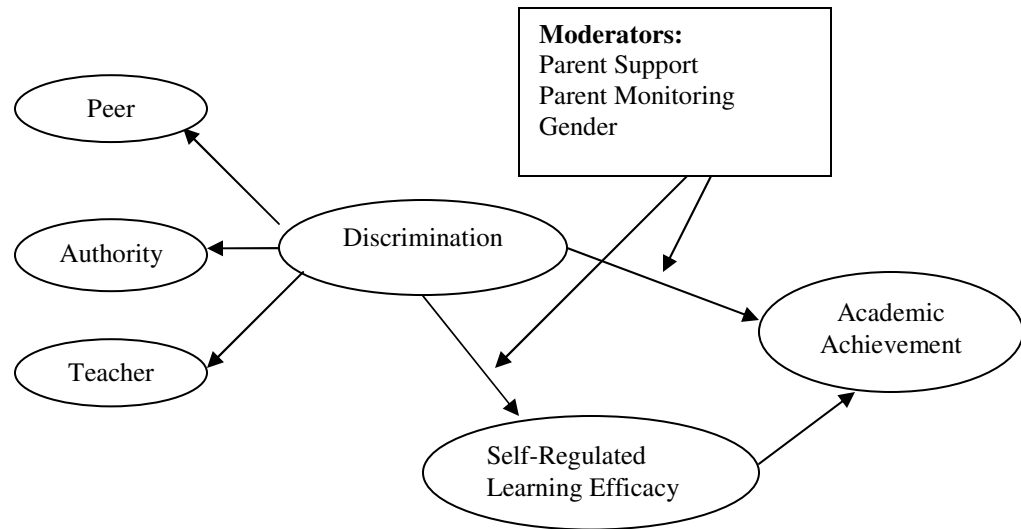 Moderators:
Parent Support
Parent Monitoring
Gender
Peer
Discrimination
Authority
Academic
Achievement
Teacher
Self-Regulated
Learning Efficacy